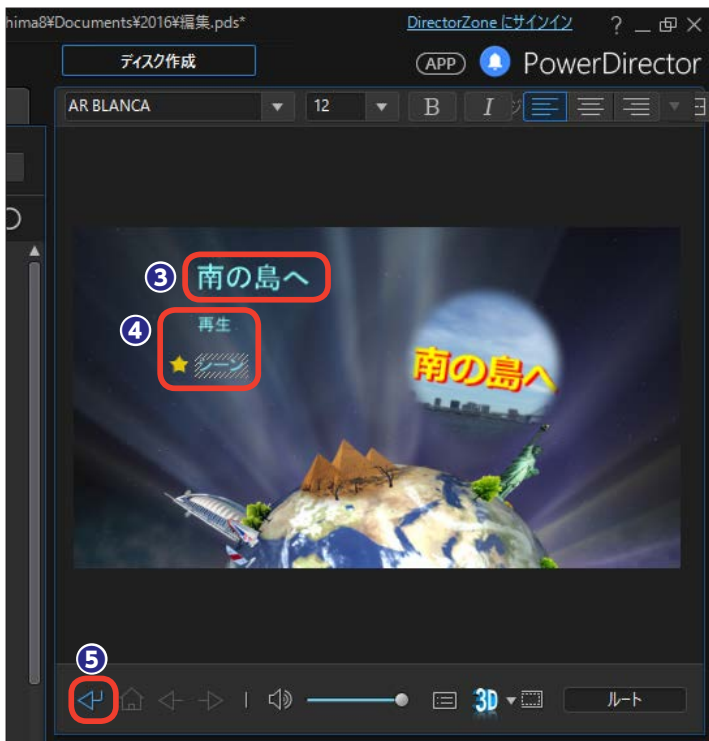 hima8¥Documents¥2016¥編集.pds*
DirectorZone にサインイン ?
ディスク作成
APP PowerDirector
AR BLANCA 12 B I
③ 南の島へ
④ 再生
シーン
南の島へ
⑤
3D ルート